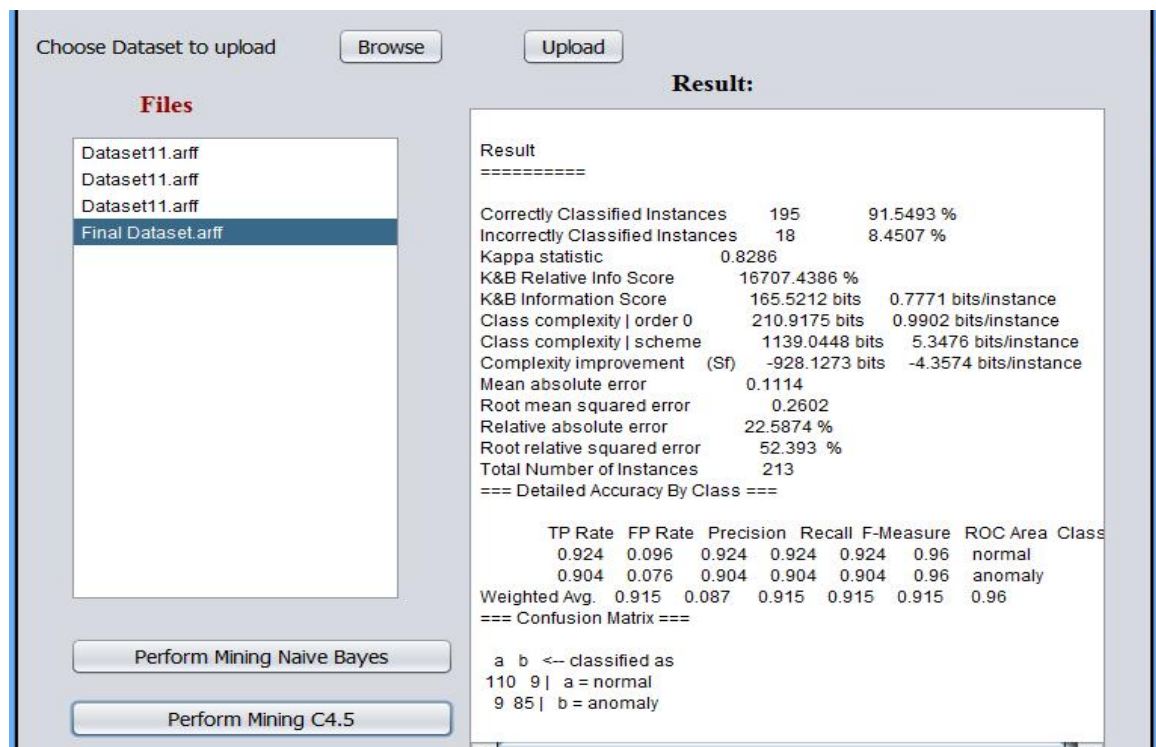 Choose Dataset to upload Browse Upload
Files
Dataset11.arff
Dataset11.arff
Dataset11.arff
Final Dataset.arff
Perform Mining Naive Bayes
Perform Mining C4.5
Result:
Result
==========
Correctly Classified Instances 195 91.5493 %
Incorrectly Classified Instances 18 8.4507 %
Kappa statistic 0.8286
K&B Relative Info Score 16707.4386 %
K&B Information Score 165.5212 bits 0.7771 bits/instance
Class complexity | order 0 210.9175 bits 0.9902 bits/instance
Class complexity | scheme 1139.0448 bits 5.3476 bits/instance
Complexity improvement (Sf) -928.1273 bits -4.3574 bits/instance
Mean absolute error 0.1114
Root mean squared error 0.2602
Relative absolute error 22.5874 %
Root relative squared error 52.393 %
Total Number of Instances 213
=== Detailed Accuracy By Class ===
TP Rate FP Rate Precision Recall F-Measure ROC Area Class
0.924 0.096 0.924 0.924 0.924 0.96 normal
0.904 0.076 0.904 0.904 0.904 0.96 anomaly
Weighted Avg. 0.915 0.087 0.915 0.915 0.915 0.96
=== Confusion Matrix ===
a b <-- classified as
110 9 | a = normal
9 85 | b = anomaly